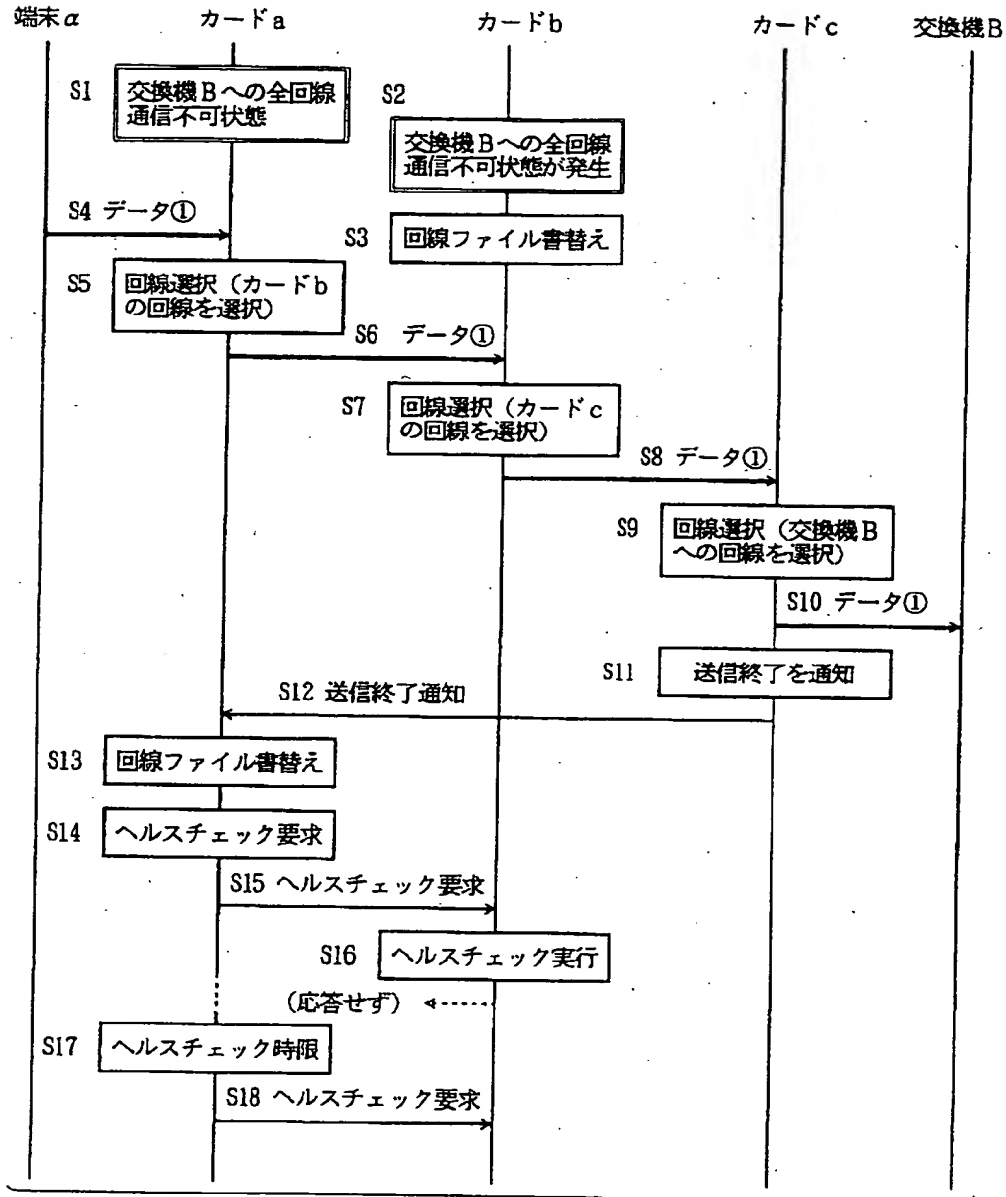 端末α
カードa
カードb
カードc
交換機B
S1
交換機Bへの全回線
通信不可状態
S2
交換機Bへの全回線
通信不可状態が発生
S4 データ①
S3
回線ファイル書替え
S5
回線選択（カードb
の回線を選択）
S6 データ①
S7
回線選択（カードc
の回線を選択）
S8 データ①
S9
回線選択（交換機B
への回線を選択）
S10 データ①
S11
送信終了を通知
S12 送信終了通知
S13
回線ファイル書替え
S14
ヘルスチェック要求
S15 ヘルスチェック要求
S16
ヘルスチェック実行
（応答せず）
S17
ヘルスチェック時限
S18 ヘルスチェック要求